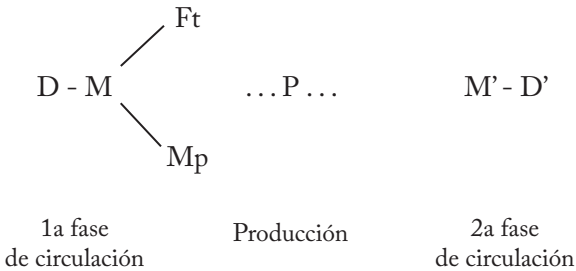 Ft
D - M
...P...
M’ - D’
Mp
1a fase
de circulación
Producción
2a fase
de circulación